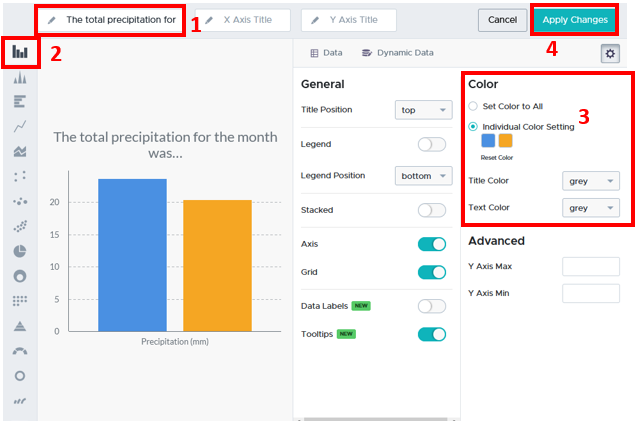 The total precipitation for
1
X Axis Title
Y Axis Title
Cancel
Apply Changes
4
2
Data
Dynamic Data
The total precipitation for the month
was...
20
15
10
5
0
Precipitation (mm)
General
Title Position
top
Legend
Legend Position
bottom
Stacked
Axis
Grid
Data Labels NEW
Tooltips NEW
Color
Set Color to All
Individual Color Setting
3
Reset Color
Title Color
grey
Text Color
grey
Advanced
Y Axis Max
Y Axis Min